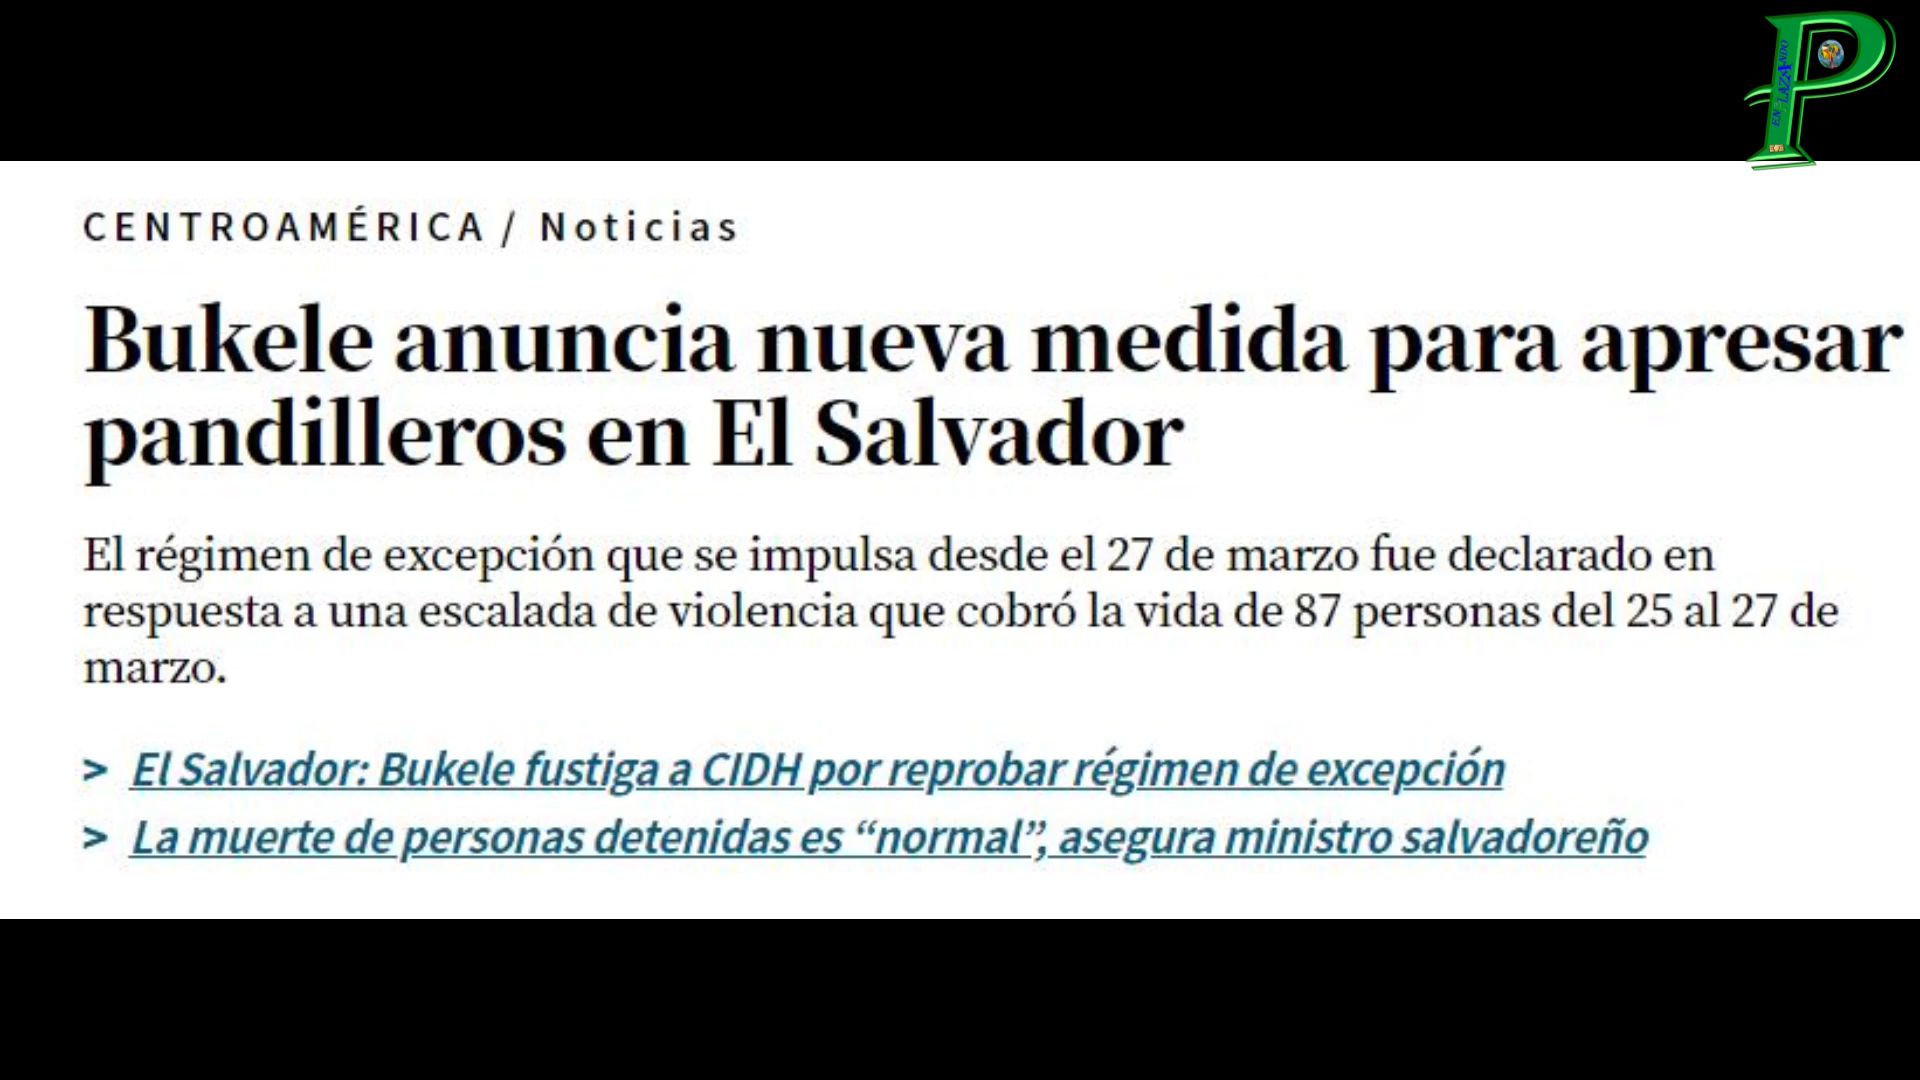 P
EN LAZANDO
CENTROAMÉRICA / Noticias
Bukele anuncia nueva medida para apresar
pandilleros en El Salvador
El régimen de excepción que se impulsa desde el 27 de marzo fue declarado en
respuesta a una escalada de violencia que cobró la vida de 87 personas del 25 al 27 de
marzo.
> El Salvador: Bukele fustiga a CIDH por reprobar régimen de excepción
> La muerte de personas detenidas es “normal”, asegura ministro salvadoreño